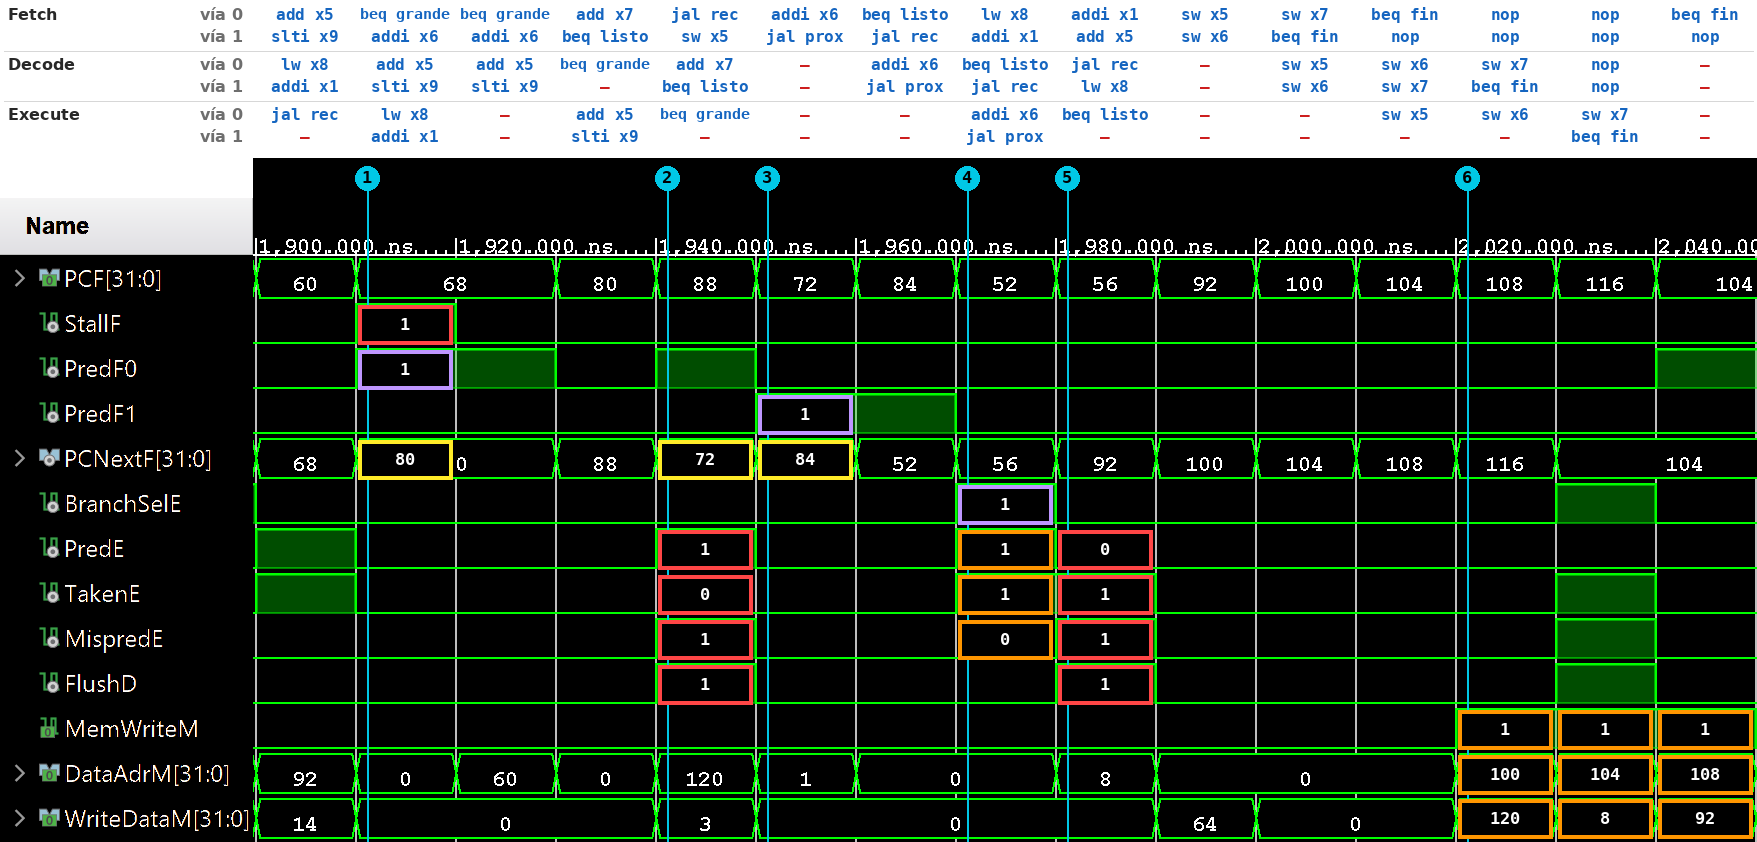 Fetch vía 0 add x5 beq grande beq grande add x7 jal rec addi x6 beq listo lw x8 addi x1 sw x5 sw x7 beq fin nop nop beq fin
vía 1 slti x9 addi x6 addi x6 beq listo sw x5 jal prox jal rec addi x1 add x5 sw x6 beq fin nop nop nop nop
Decode vía 0 lw x8 add x5 add x5 beq grande add x7 – addi x6 beq listo jal rec – sw x5 sw x6 sw x7 nop –
vía 1 addi x1 slti x9 slti x9 – beq listo – jal prox jal rec lw x8 – sw x6 sw x7 beq fin nop –
Execute vía 0 jal rec lw x8 – add x5 beq grande – – addi x6 beq listo – – sw x5 sw x6 sw x7 –
vía 1 – addi x1 – slti x9 – – – jal prox – – – – – beq fin –
1 2 3 4 5 6
Name
1,900.000 ns 1,920.000 ns 1,940.000 ns 1,960.000 ns 1,980.000 ns 2,000.000 ns 2,020.000 ns 2,040.00
PCF[31:0] 60 68 80 88 72 84 52 56 92 100 104 108 116 104
StallF 1
PredF0 1
PredF1 1
PCNextF[31:0] 68 80 0 88 72 84 52 56 92 100 104 108 116 104
BranchSelE 1
PredE 1 1 0
TakenE 0 1 1
MispredE 1 0 1
FlushD 1 1
MemWriteM 1 1 1
DataAdrM[31:0] 92 0 60 0 120 1 0 8 0 100 104 108
WriteDataM[31:0] 14 0 3 0 64 0 120 8 92